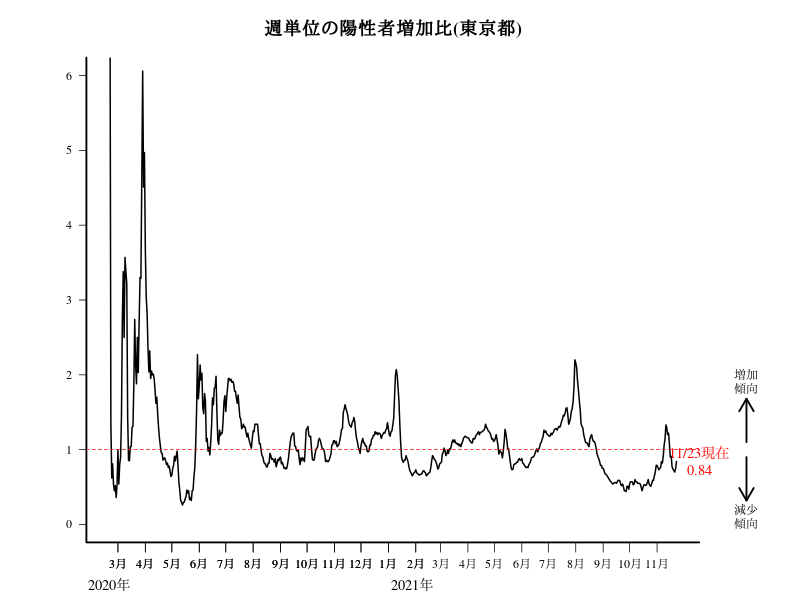 週単位の陽性者増加比(東京都)
6
5
4
3
2
1
0
増加
傾向
11/23現在
0.84
減少
傾向
3月 4月 5月 6月 7月 8月 9月 10月 11月 12月 1月 2月 3月 4月 5月 6月 7月 8月 9月 10月 11月
2020年 2021年